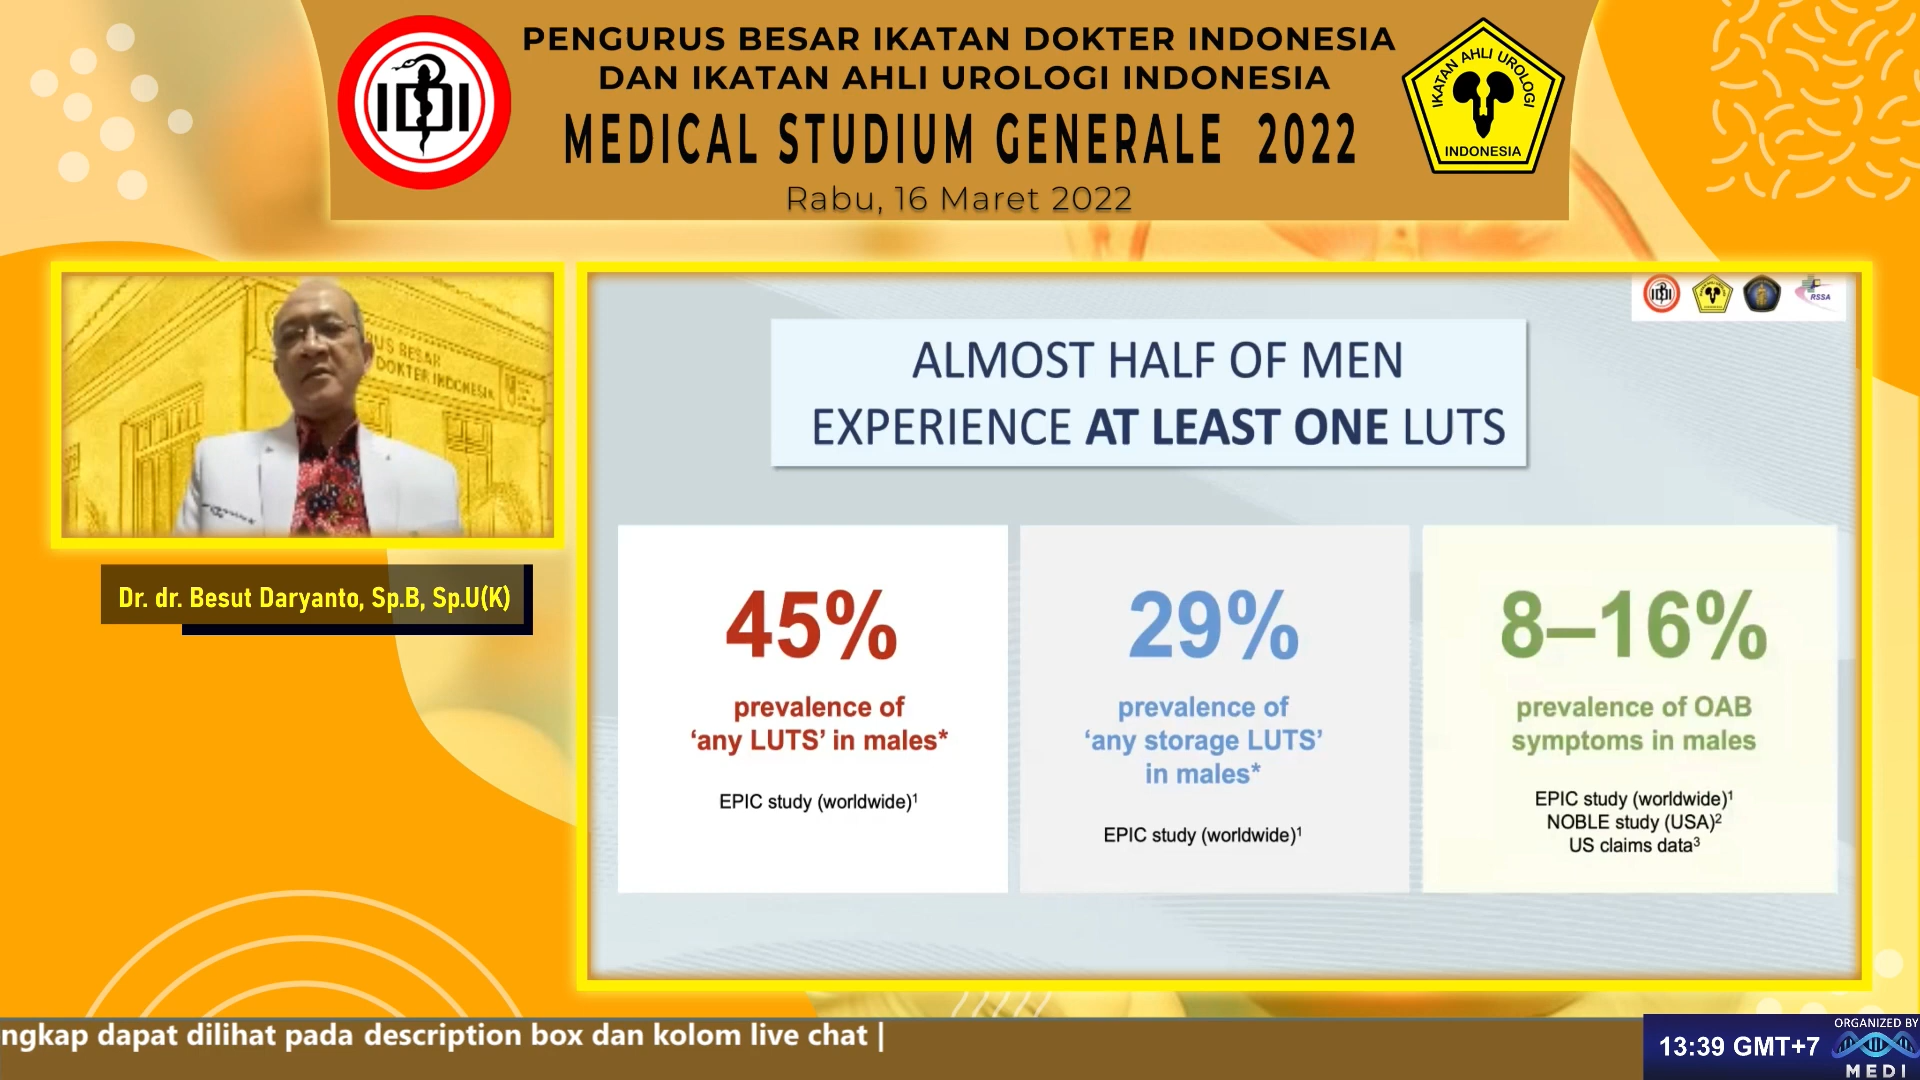 PENGURUS BESAR IKATAN DOKTER INDONESIA
DAN IKATAN AHLI UROLOGI INDONESIA
MEDICAL STUDIUM GENERALE 2022
Rabu, 16 Maret 2022
IDI
IKATAN AHLI UROLOGI
INDONESIA
RUS BESAR
DOKTER INDONESIA
Dr. dr. Besut Daryanto, Sp.B, Sp.U(K)
RSSA
ALMOST HALF OF MEN
EXPERIENCE AT LEAST ONE LUTS
45%
prevalence of
‘any LUTS’ in males*
EPIC study (worldwide)¹
29%
prevalence of
‘any storage LUTS’
in males*
EPIC study (worldwide)¹
8–16%
prevalence of OAB
symptoms in males
EPIC study (worldwide)¹
NOBLE study (USA)²
US claims data³
ngkap dapat dilihat pada description box dan kolom live chat |
13:39 GMT+7
ORGANIZED BY
MEDI